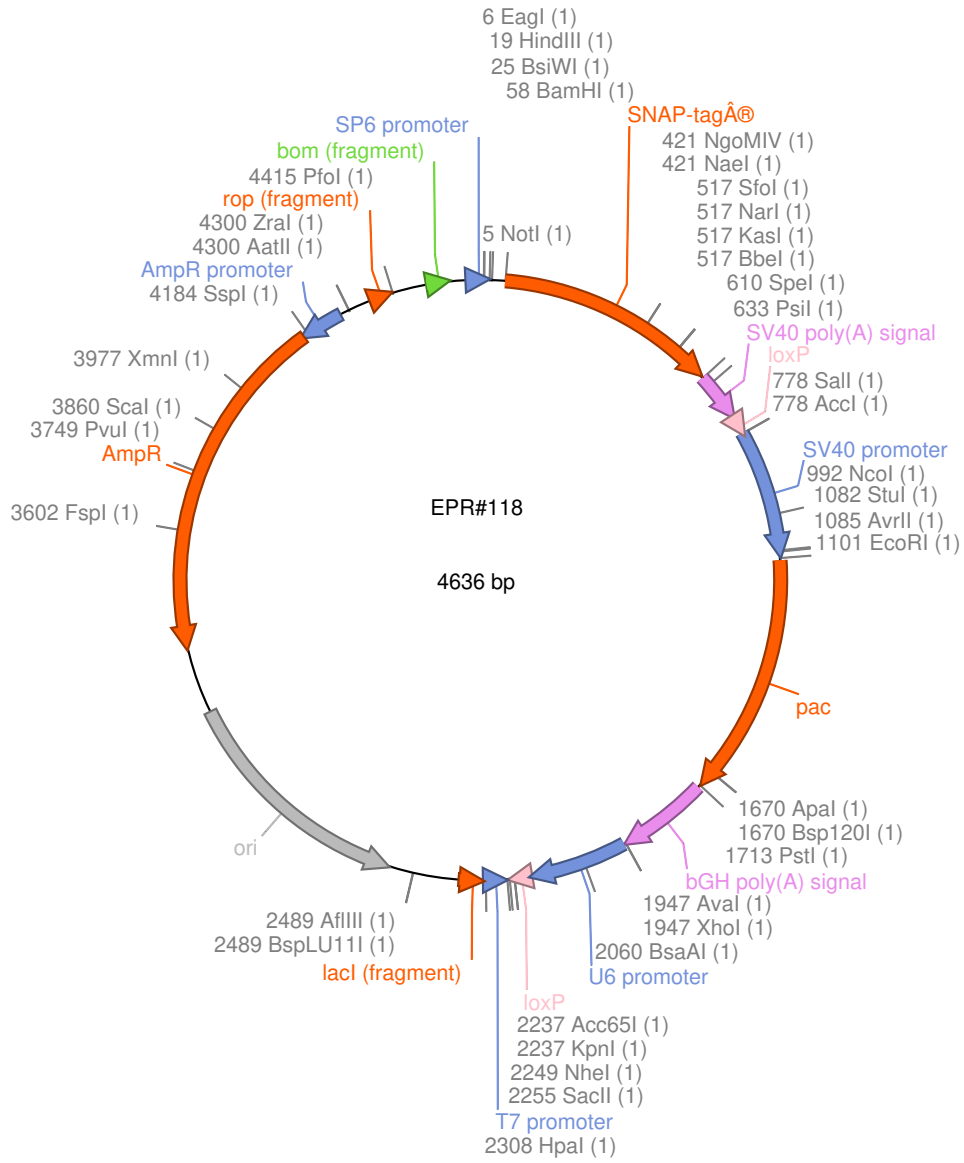 6 EagI (1)
19 HindIII (1)
25 BsiWI (1)
58 BamHI (1)
SNAP-tagÂ®
SP6 promoter
bom (fragment)
4415 PfoI (1)
rop (fragment)
4300 ZraI (1)
4300 AatII (1)
AmpR promoter
4184 SspI (1)
5 NotI (1)
421 NgoMIV (1)
421 NaeI (1)
517 SfoI (1)
517 NarI (1)
517 KasI (1)
517 BbeI (1)
610 SpeI (1)
633 PsiI (1)
SV40 poly(A) signal
loxP
778 SalI (1)
778 AccI (1)
3977 XmnI (1)
3860 ScaI (1)
3749 PvuI (1)
AmpR
3602 FspI (1)
SV40 promoter
992 NcoI (1)
1082 StuI (1)
1085 AvrII (1)
1101 EcoRI (1)
EPR#118
4636 bp
pac
1670 ApaI (1)
1670 Bsp120I (1)
1713 PstI (1)
bGH poly(A) signal
1947 AvaI (1)
1947 XhoI (1)
2060 BsaAI (1)
U6 promoter
ori
2489 AflIII (1)
2489 BspLU11I (1)
lacI (fragment)
loxP
2237 Acc65I (1)
2237 KpnI (1)
2249 NheI (1)
2255 SacII (1)
T7 promoter
2308 HpaI (1)